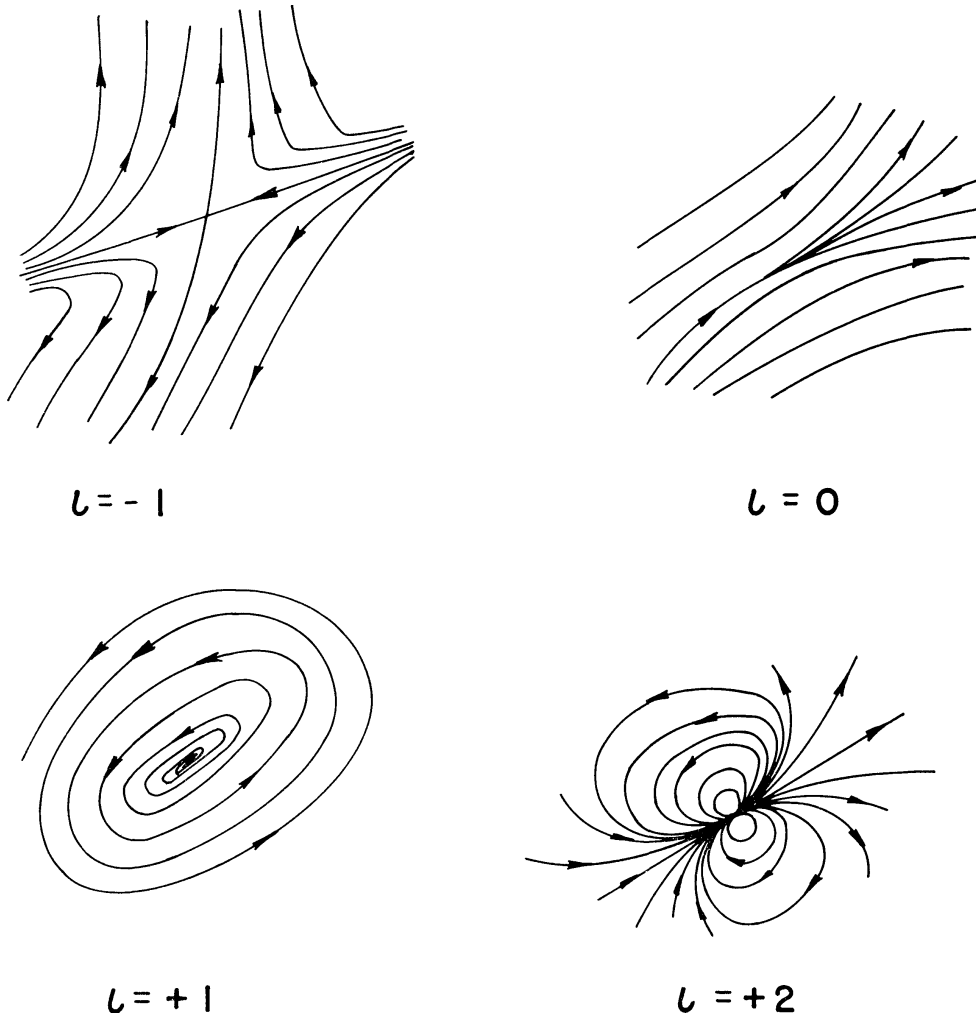 ι = - 1
ι = 0
ι = + 1
ι = + 2